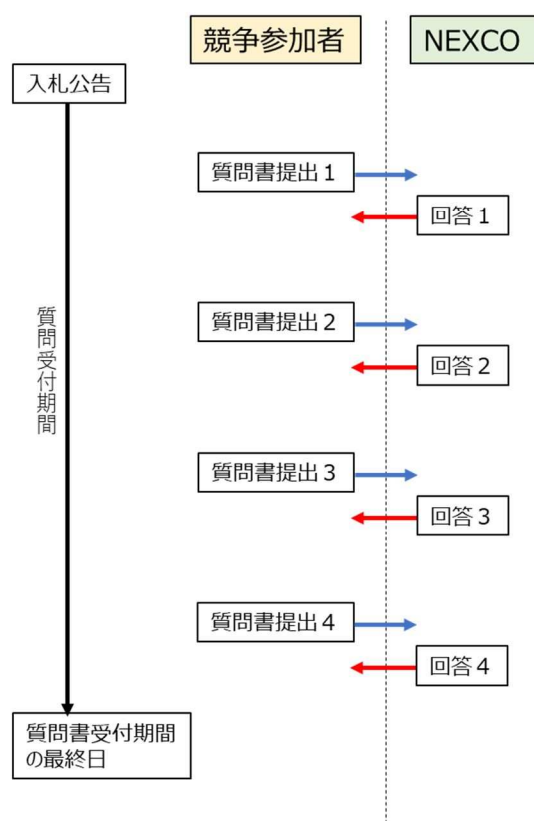 競争参加者
NEXCO
入札公告
質問書提出１
回答１
質問受付期間
質問書提出２
回答２
質問書提出３
回答３
質問書提出４
回答４
質問書受付期間
の最終日